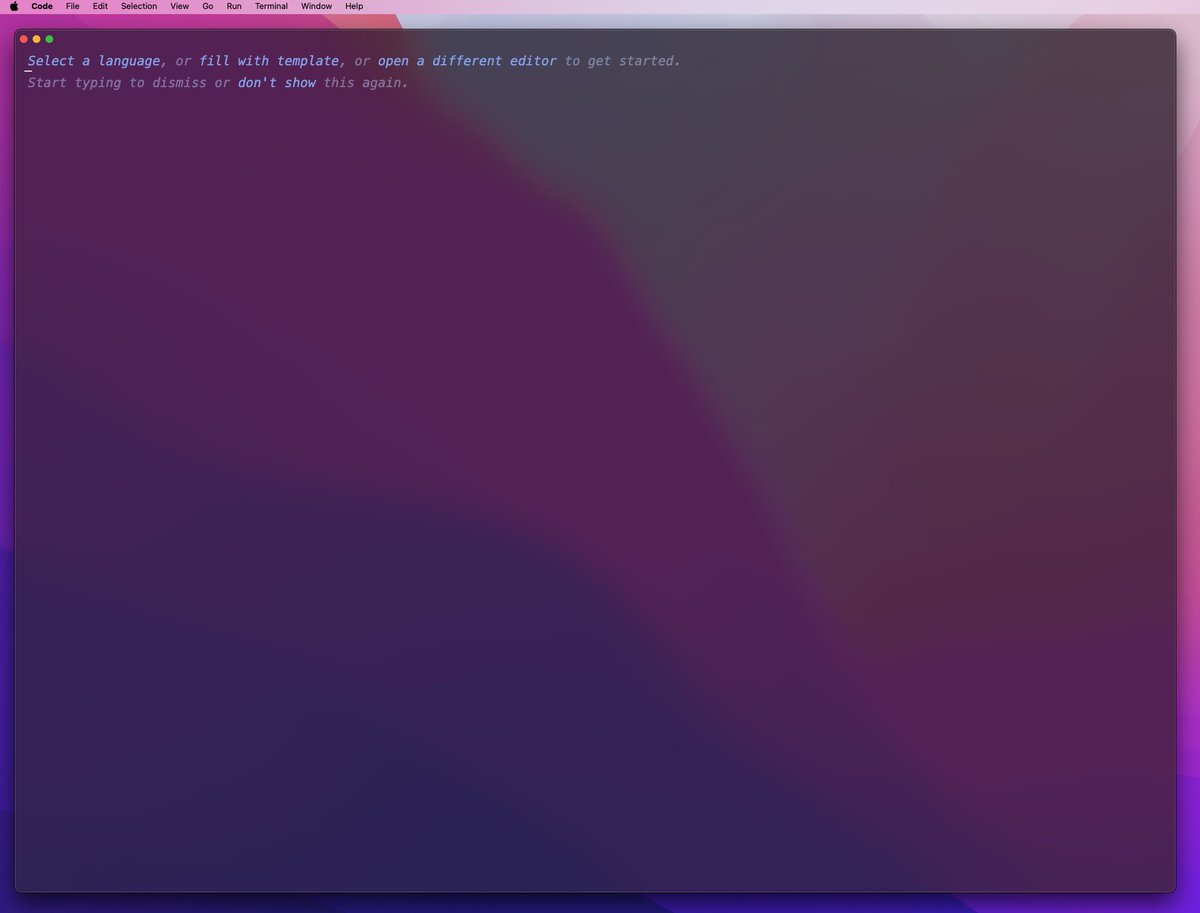 Code File Edit Selection View Go Run Terminal Window Help
Select a language, or fill with template, or open a different editor to get started.
Start typing to dismiss or don't show this again.